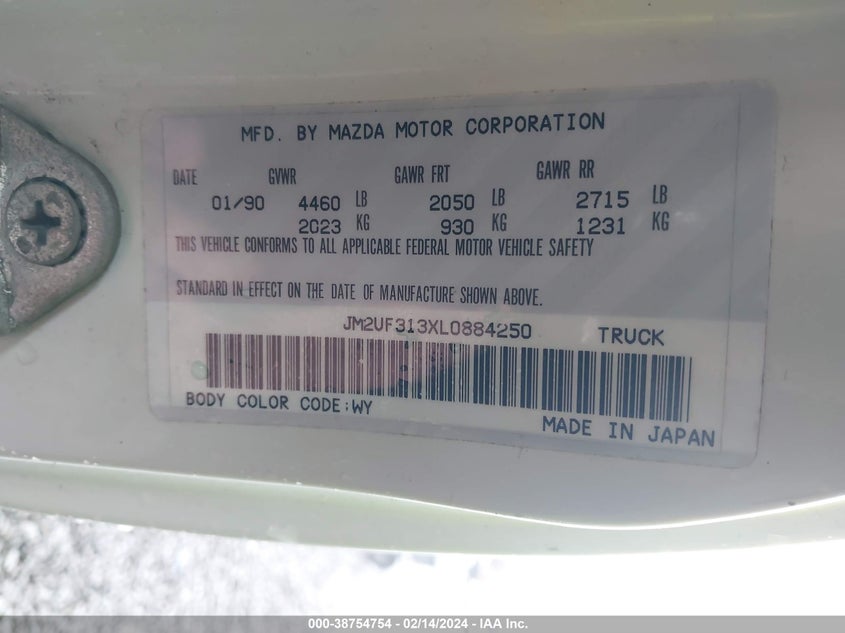 MFD. BY MAZDA MOTOR CORPORATION
DATE GVWR GAWR FRT GAWR RR
01/90 4460 LB 2050 LB 2715 LB
2023 KG 930 KG 1231 KG
THIS VEHICLE CONFORMS TO ALL APPLICABLE FEDERAL MOTOR VEHICLE SAFETY
STANDARD IN EFFECT ON THE DATE OF MANUFACTURE SHOWN ABOVE.
JM2UF313XL0884250 TRUCK
BODY COLOR CODE:WY
MADE IN JAPAN
000-38754754 - 02/14/2024 - IAA Inc.